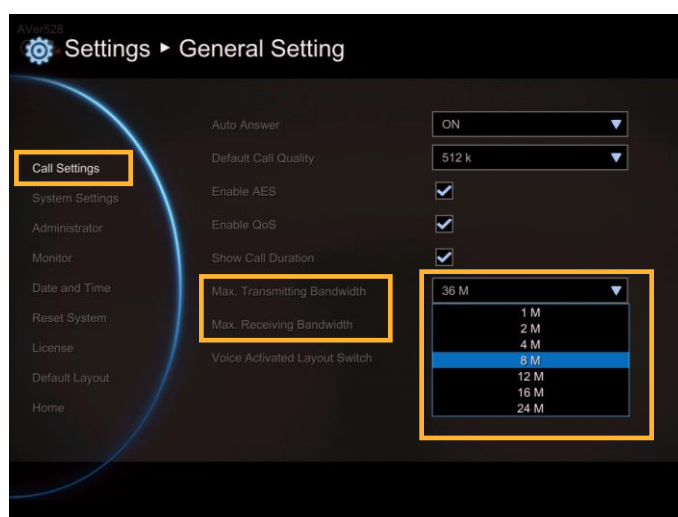 AVer528
Settings ► General Setting
Auto Answer ON
Call Settings
Default Call Quality 512 k
System Settings
Enable AES
Administrator
Enable QoS
Monitor
Show Call Duration
Date and Time
Max. Transmitting Bandwidth 36 M
Reset System
Max. Receiving Bandwidth
License
Voice Activated Layout Switch
Default Layout
Home
1 M
2 M
4 M
8 M
12 M
16 M
24 M